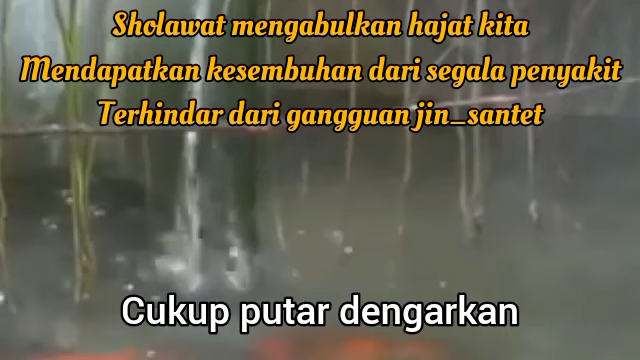 Sholawat mengabulkan hajat kita
Mendapatkan kesembuhan dari segala penyakit
Terhindar dari gangguan jin_santet
Cukup putar dengarkan